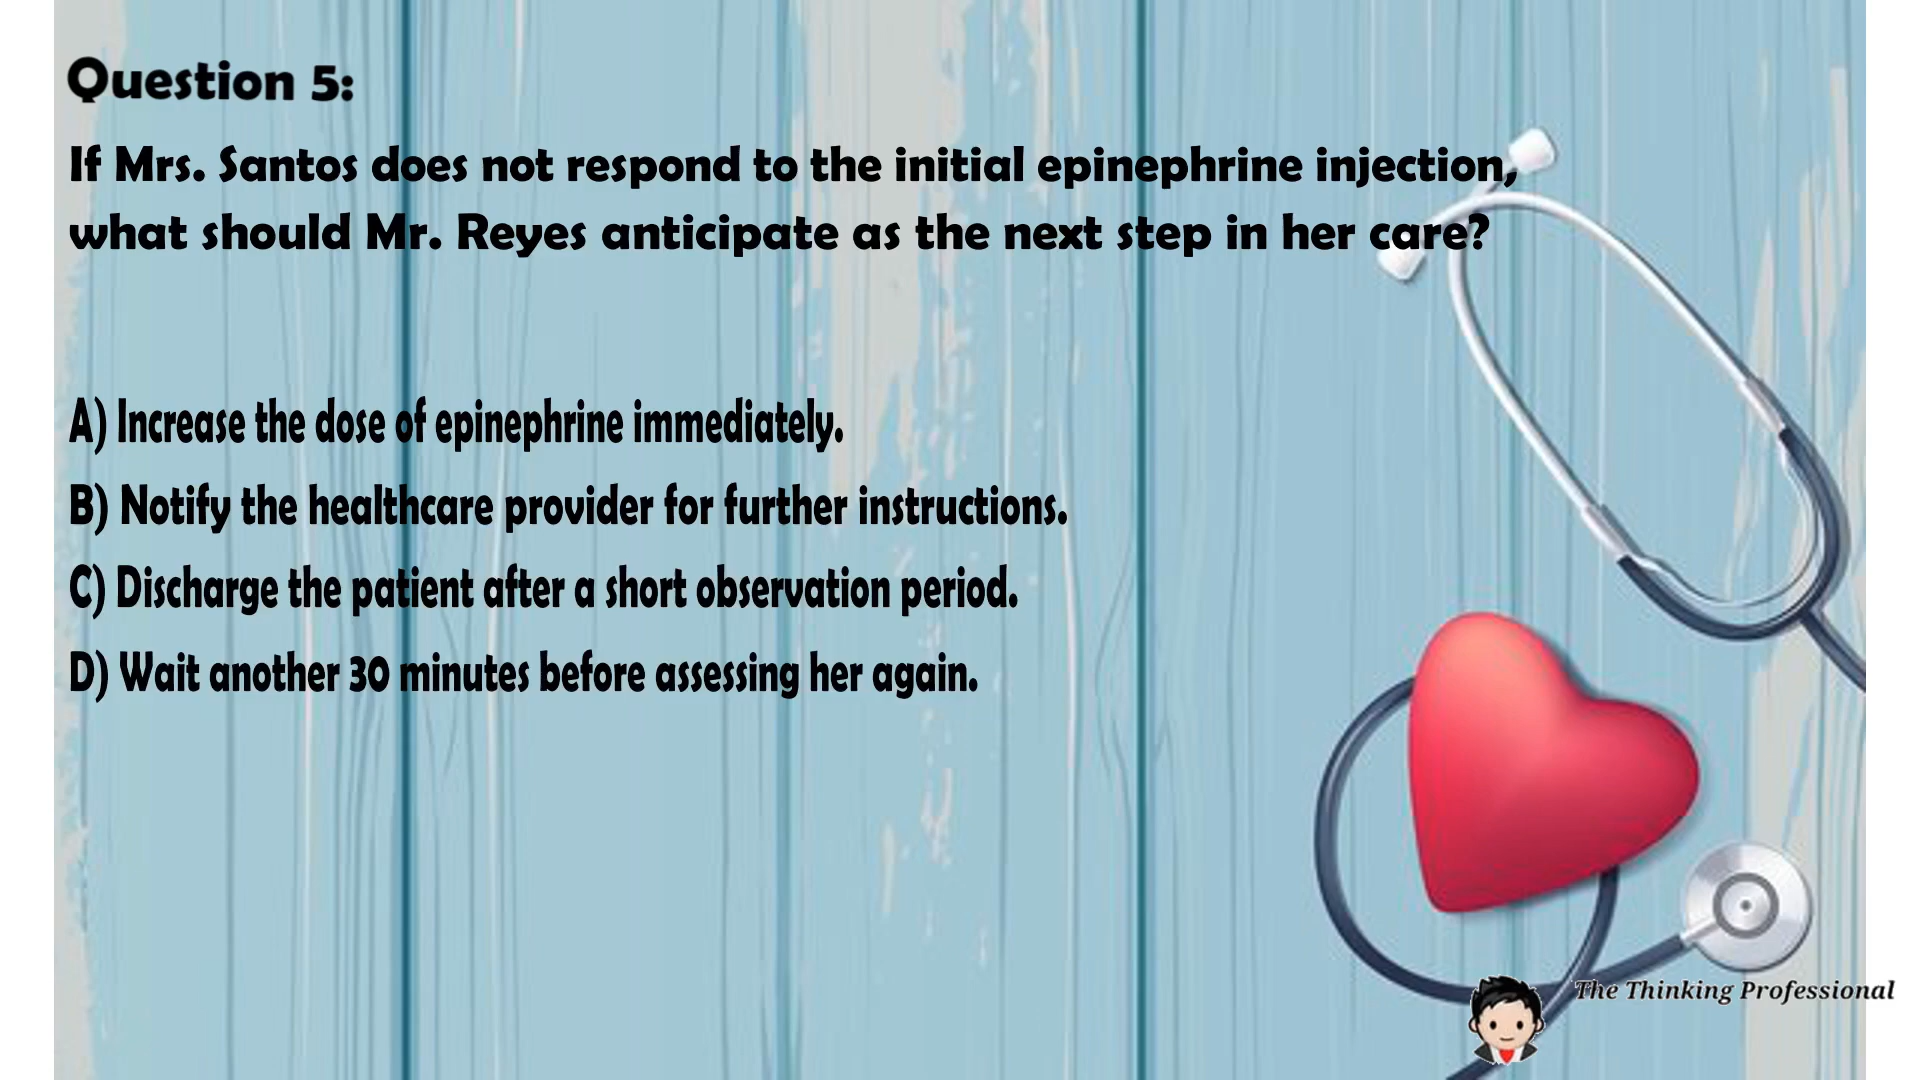 Question 5:
If Mrs. Santos does not respond to the initial epinephrine injection,
what should Mr. Reyes anticipate as the next step in her care?
A) Increase the dose of epinephrine immediately.
B) Notify the healthcare provider for further instructions.
C) Discharge the patient after a short observation period.
D) Wait another 30 minutes before assessing her again.
The Thinking Professional